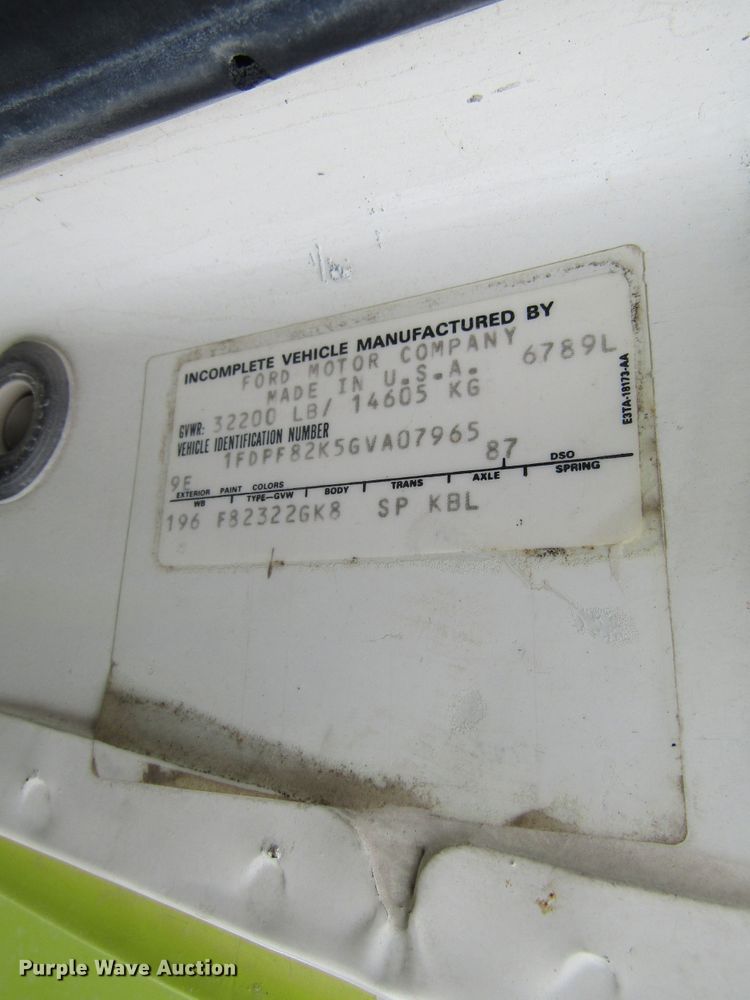 INCOMPLETE VEHICLE MANUFACTURED BY
FORD MOTOR COMPANY
MADE IN U.S.A. 6789L
GVWR: 32200 LB/ 14605 KG
VEHICLE IDENTIFICATION NUMBER
1FDPF82K5GVA07965
9E 87
EXTERIOR PAINT COLORS DSO
WB TYPE—GVW BODY TRANS AXLE SPRING
196 F82322GK8 SP KBL
E3TA-18173-AA
Purple Wave Auction